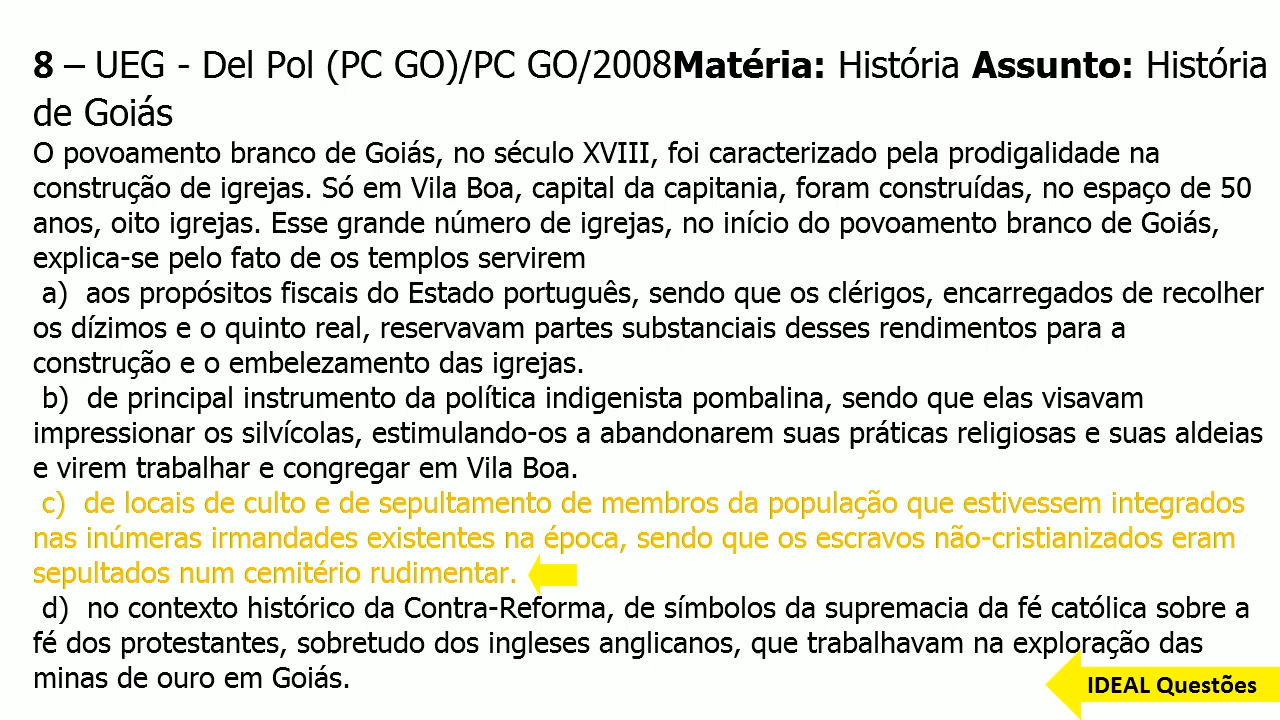 8 – UEG - Del Pol (PC GO)/PC GO/2008Matéria: História Assunto: História
de Goiás
O povoamento branco de Goiás, no século XVIII, foi caracterizado pela prodigalidade na
construção de igrejas. Só em Vila Boa, capital da capitania, foram construídas, no espaço de 50
anos, oito igrejas. Esse grande número de igrejas, no início do povoamento branco de Goiás,
explica-se pelo fato de os templos servirem
a) aos propósitos fiscais do Estado português, sendo que os clérigos, encarregados de recolher
os dízimos e o quinto real, reservavam partes substanciais desses rendimentos para a
construção e o embelezamento das igrejas.
b) de principal instrumento da política indigenista pombalina, sendo que elas visavam
impressionar os silvícolas, estimulando-os a abandonarem suas práticas religiosas e suas aldeias
e virem trabalhar e congregar em Vila Boa.
c) de locais de culto e de sepultamento de membros da população que estivessem integrados
nas inúmeras irmandades existentes na época, sendo que os escravos não-cristianizados eram
sepultados num cemitério rudimentar.
d) no contexto histórico da Contra-Reforma, de símbolos da supremacia da fé católica sobre a
fé dos protestantes, sobretudo dos ingleses anglicanos, que trabalhavam na exploração das
minas de ouro em Goiás.
IDEAL Questões